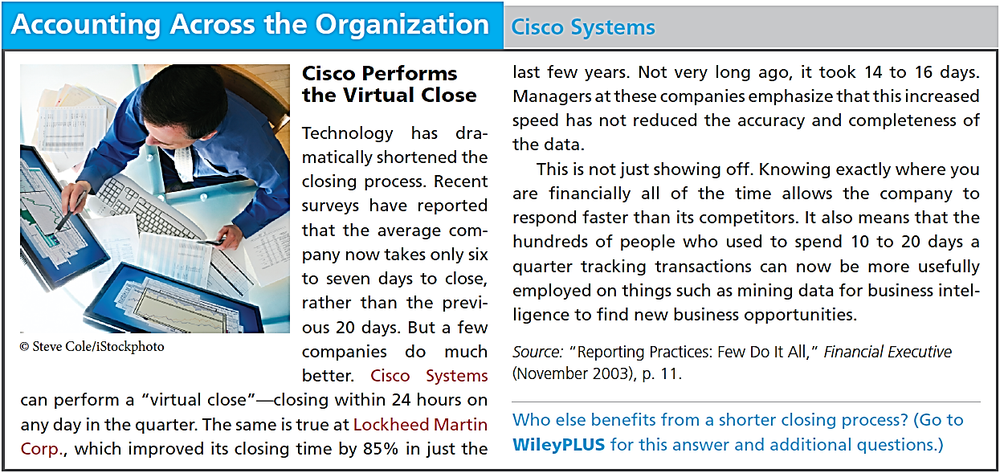 Accounting Across the Organization
Cisco Systems
Cisco Performs
the Virtual Close
Technology has dra-
matically shortened the
closing process. Recent
surveys have reported
that the average com-
pany now takes only six
to seven days to close,
rather than the previ-
ous 20 days. But a few
companies do much
better. Cisco Systems
can perform a “virtual close”—closing within 24 hours on
any day in the quarter. The same is true at Lockheed Martin
Corp., which improved its closing time by 85% in just the
© Steve Cole/iStockphoto
last few years. Not very long ago, it took 14 to 16 days.
Managers at these companies emphasize that this increased
speed has not reduced the accuracy and completeness of
the data.
This is not just showing off. Knowing exactly where you
are financially all of the time allows the company to
respond faster than its competitors. It also means that the
hundreds of people who used to spend 10 to 20 days a
quarter tracking transactions can now be more usefully
employed on things such as mining data for business intel-
ligence to find new business opportunities.
Source: “Reporting Practices: Few Do It All,” Financial Executive
(November 2003), p. 11.
Who else benefits from a shorter closing process? (Go to
WileyPLUS for this answer and additional questions.)